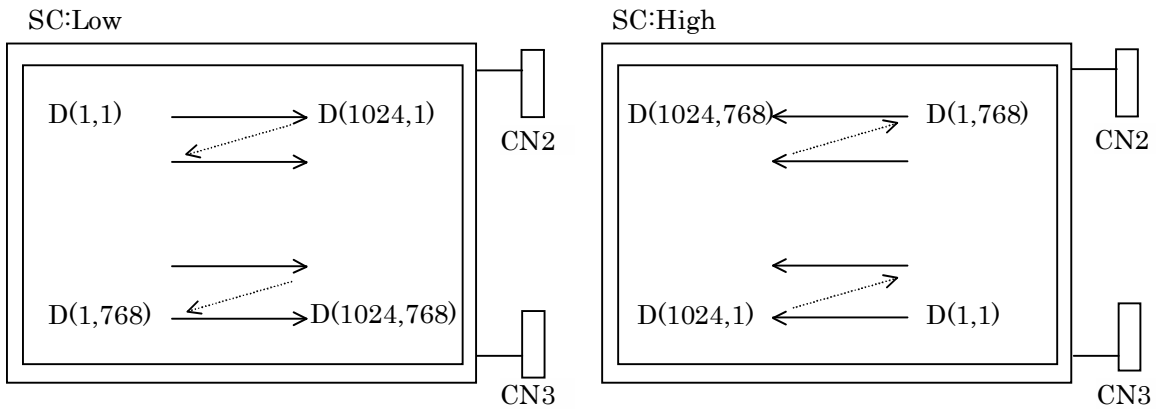 SC:Low
D(1,1) D(1024,1)
CN2
D(1,768) D(1024,768)
CN3
SC:High
D(1024,768) D(1,768)
CN2
D(1024,1) D(1,1)
CN3